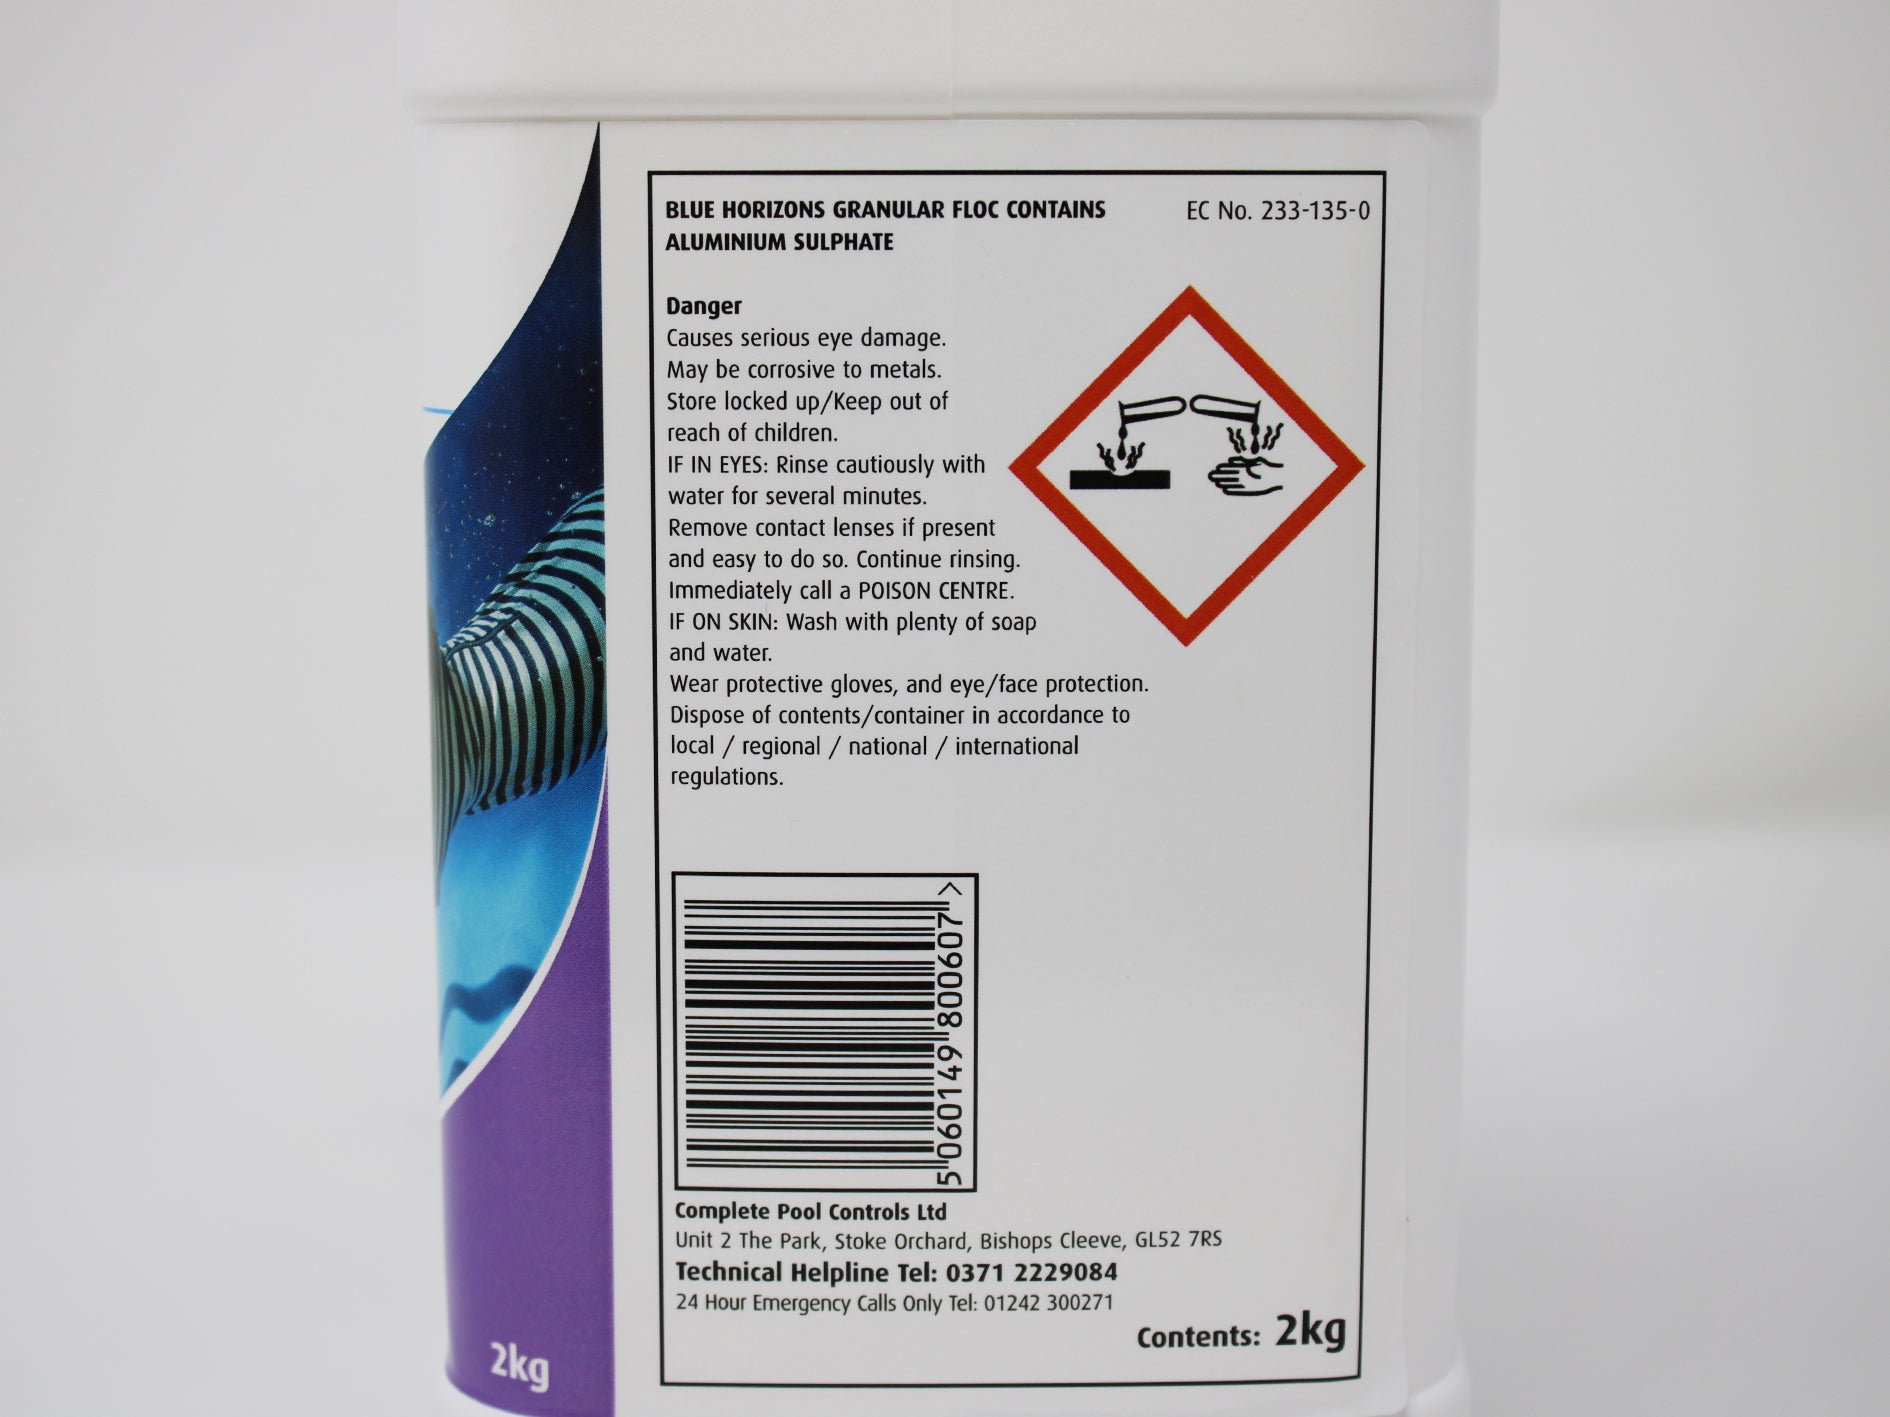 BLUE HORIZONS GRANULAR FLOC CONTAINS
ALUMINIUM SULPHATE
EC No. 233-135-0
Danger
Causes serious eye damage.
May be corrosive to metals.
Store locked up/Keep out of
reach of children.
IF IN EYES: Rinse cautiously with
water for several minutes.
Remove contact lenses if present
and easy to do so. Continue rinsing.
Immediately call a POISON CENTRE.
IF ON SKIN: Wash with plenty of soap
and water.
Wear protective gloves, and eye/face protection.
Dispose of contents/container in accordance to
local / regional / national / international
regulations.
5 060149 800607 >
Complete Pool Controls Ltd
Unit 2 The Park, Stoke Orchard, Bishops Cleeve, GL52 7RS
Technical Helpline Tel: 0371 2229084
24 Hour Emergency Calls Only Tel: 01242 300271
Contents: 2kg
2kg